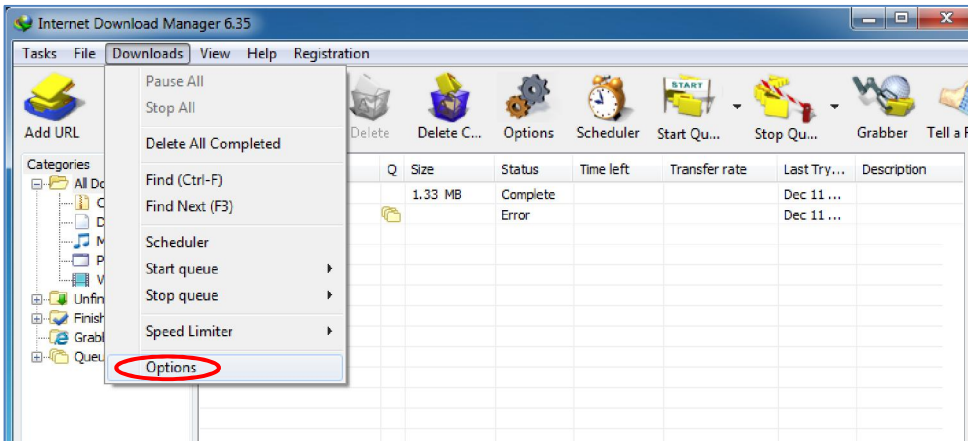 Internet Download Manager 6.35
Tasks File Downloads View Help Registration
Pause All
Stop All
Delete All Completed
Find (Ctrl-F)
Find Next (F3)
Scheduler
Start queue
Stop queue
Speed Limiter
Options
START
Add URL Delete Delete C... Options Scheduler Start Qu... Stop Qu... Grabber Tell a F
Categories Q Size Status Time left Transfer rate Last Try... Description
All Do
1.33 MB Complete Dec 11 ...
C
Error Dec 11 ...
D
M
P
V
Unfin
Finish
Grabl
Queu